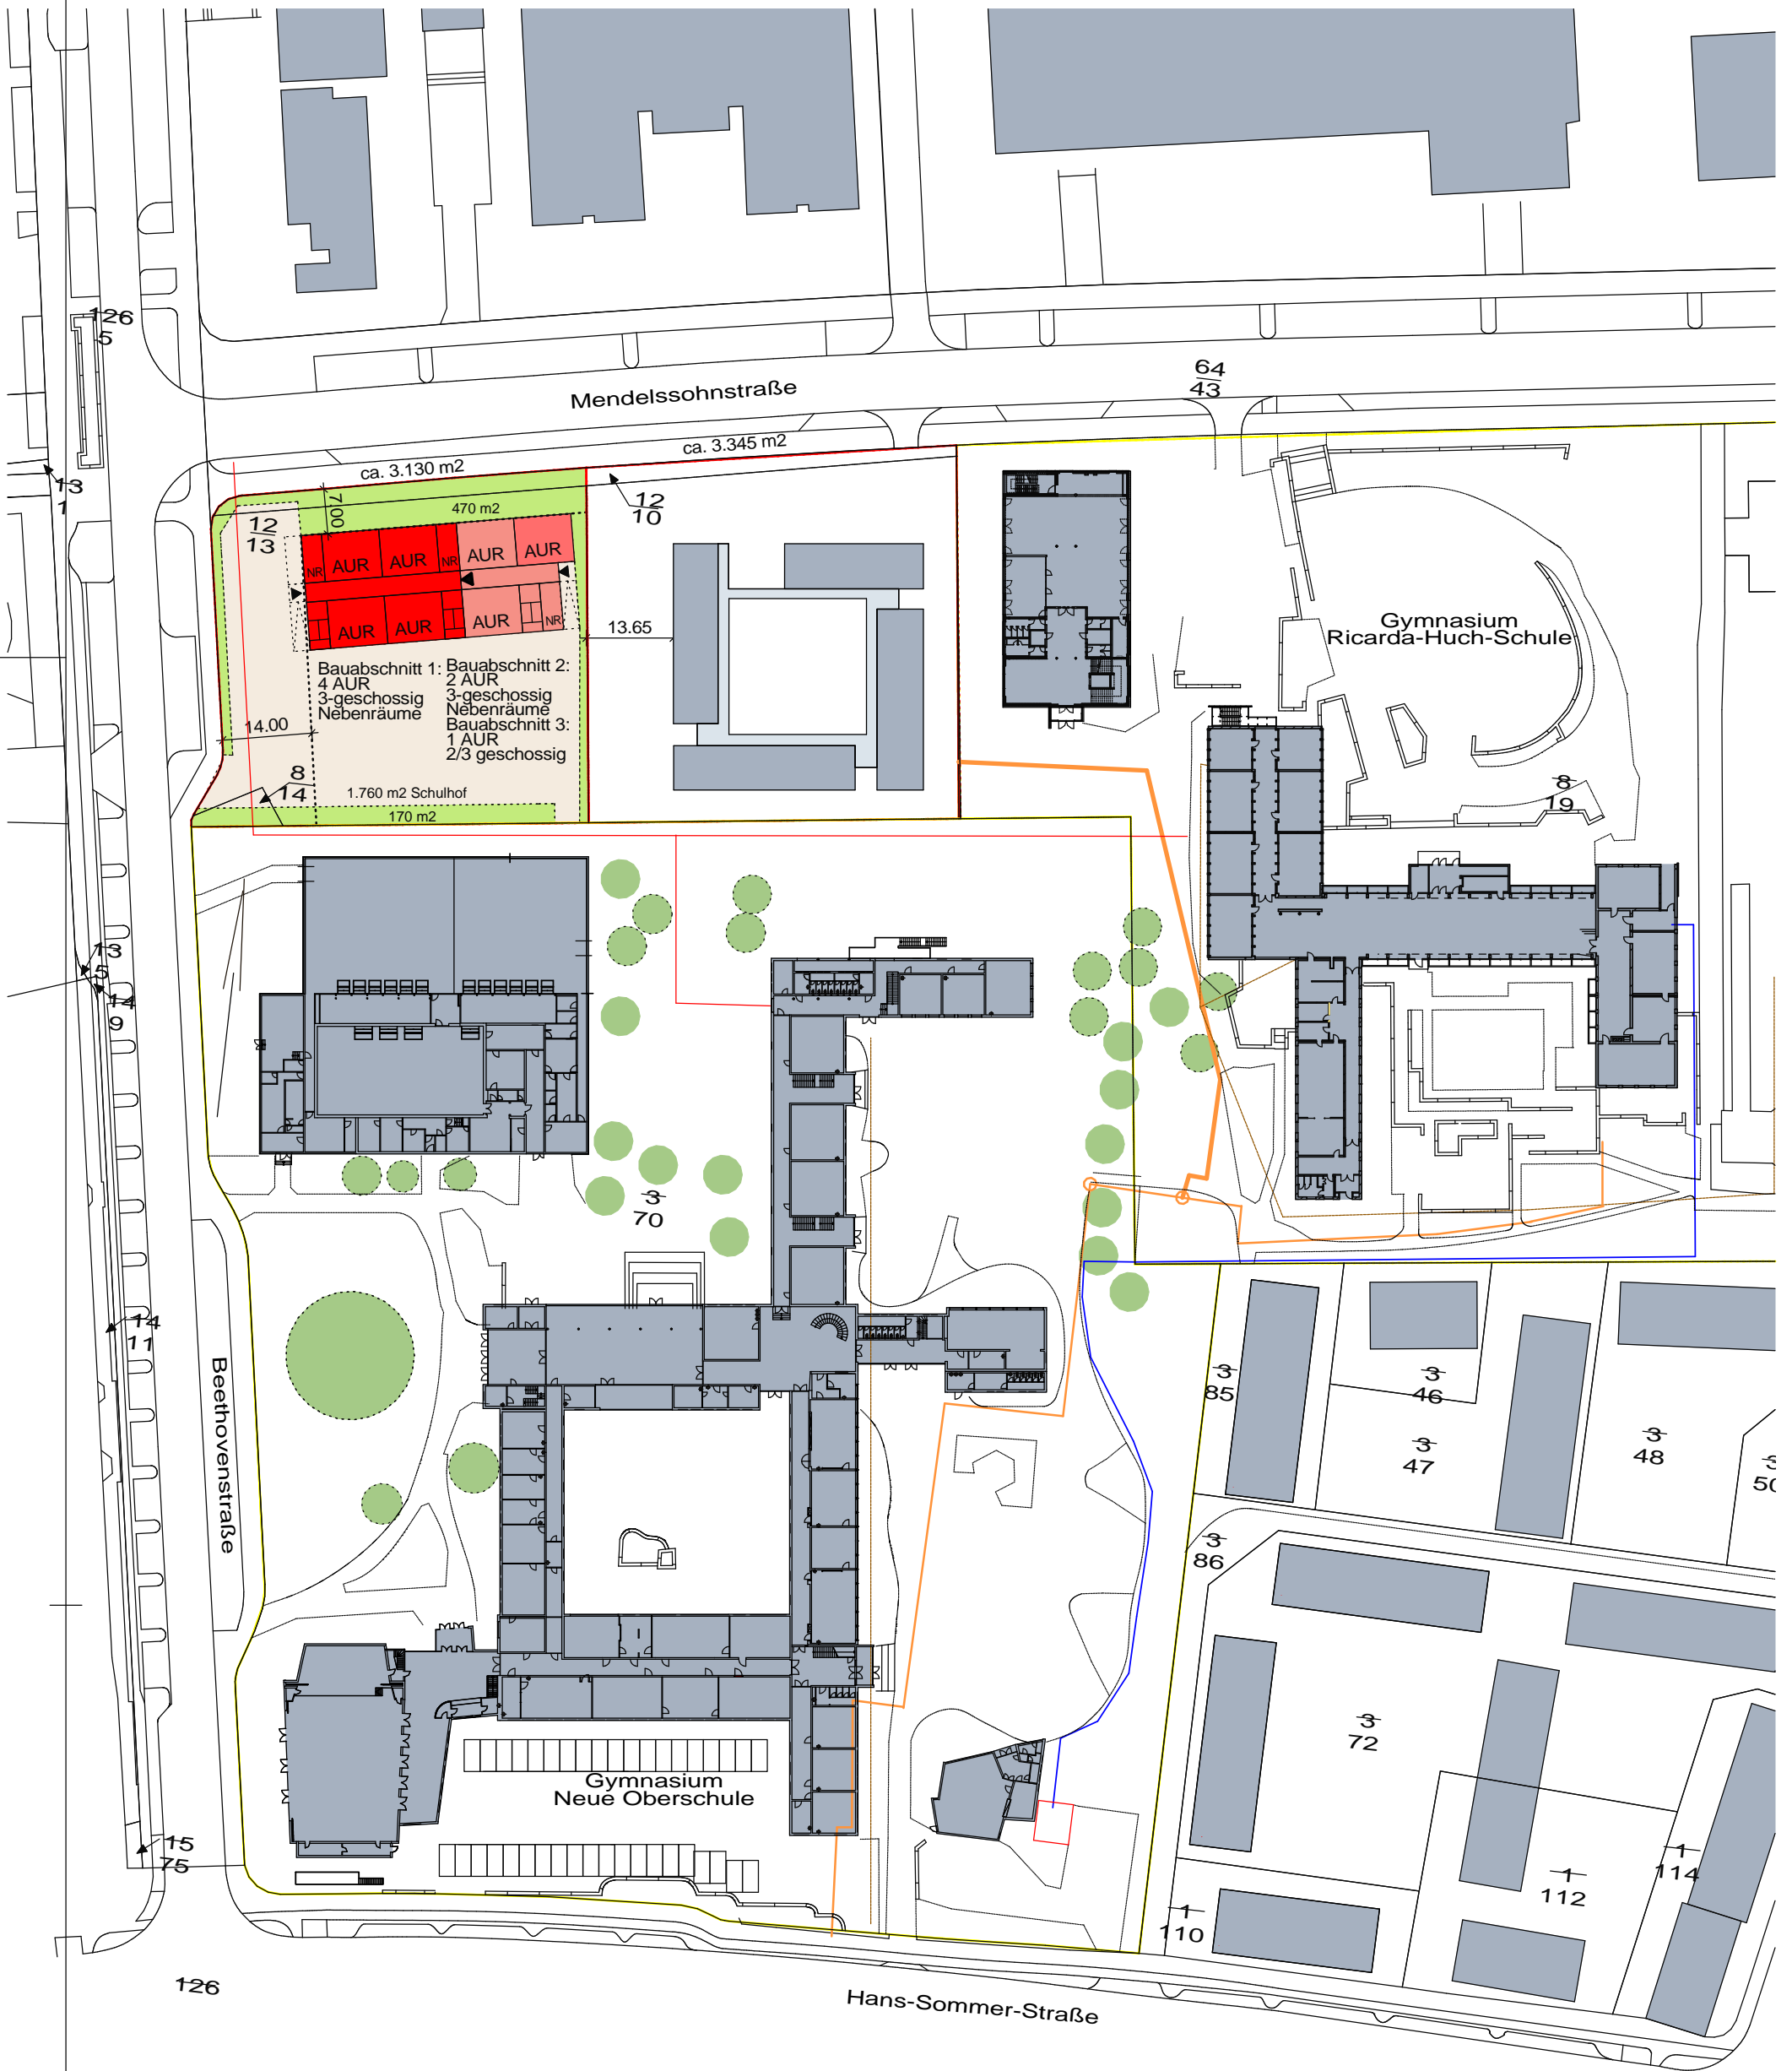 126
5
64
43
Mendelssohnstraße
ca. 3.345 m2
ca. 3.130 m2
13
1
7.00
470 m2
12
10
12
13
NR
AUR
AUR
NR
AUR
AUR
AUR
AUR
AUR
NR
13.65
Gymnasium
Ricarda-Huch-Schule
Bauabschnitt 1:
4 AUR
3-geschossig
Nebenräume
Bauabschnitt 2:
2 AUR
3-geschossig
Nebenräume
Bauabschnitt 3:
1 AUR
2/3 geschossig
14.00
8
14
1.760 m2 Schulhof
170 m2
8
19
13
5
14
9
3
70
14
11
Beethovenstraße
3
85
3
46
3
47
3
48
3
50
3
86
3
72
Gymnasium
Neue Oberschule
15
75
1
114
1
112
1
110
126
Hans-Sommer-Straße